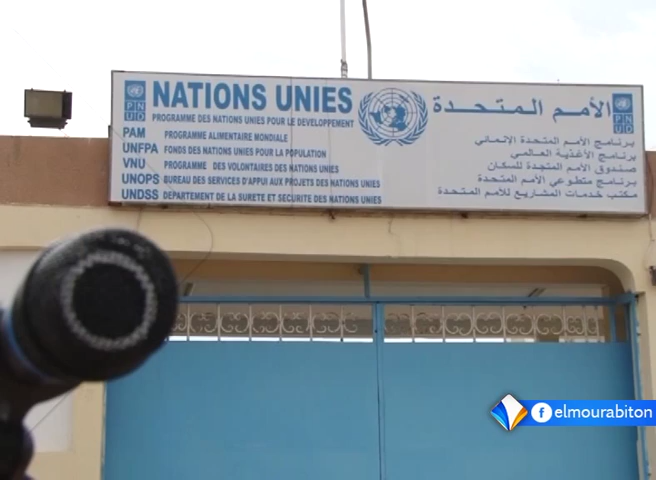 NATIONS UNIES
PROGRAMME DES NATIONS UNIES POUR LE DEVELOPPEMENT
PAM PROGRAMME ALIMENTAIRE MONDIALE
UNFPA FONDS DES NATIONS UNIES POUR LA POPULATION
VNU PROGRAMME DES VOLONTAIRES DES NATIONS UNIES
UNOPS BUREAU DES SERVICES D'APPUI AUX PROJETS DES NATIONS UNIES
UNDSS DEPARTEMENT DE LA SURETE ET SECURITE DES NATIONS UNIES
PNUD
الأمم المتحدة
برنامج الأمم المتحدة الإنمائي
برنامج الأغذية العالمي
صندوق الأمم المتحدة للسكان
برنامج متطوعي الأمم المتحدة
مكتب خدمات المشاريع للأمم المتحدة
PNUD
elmourabiton